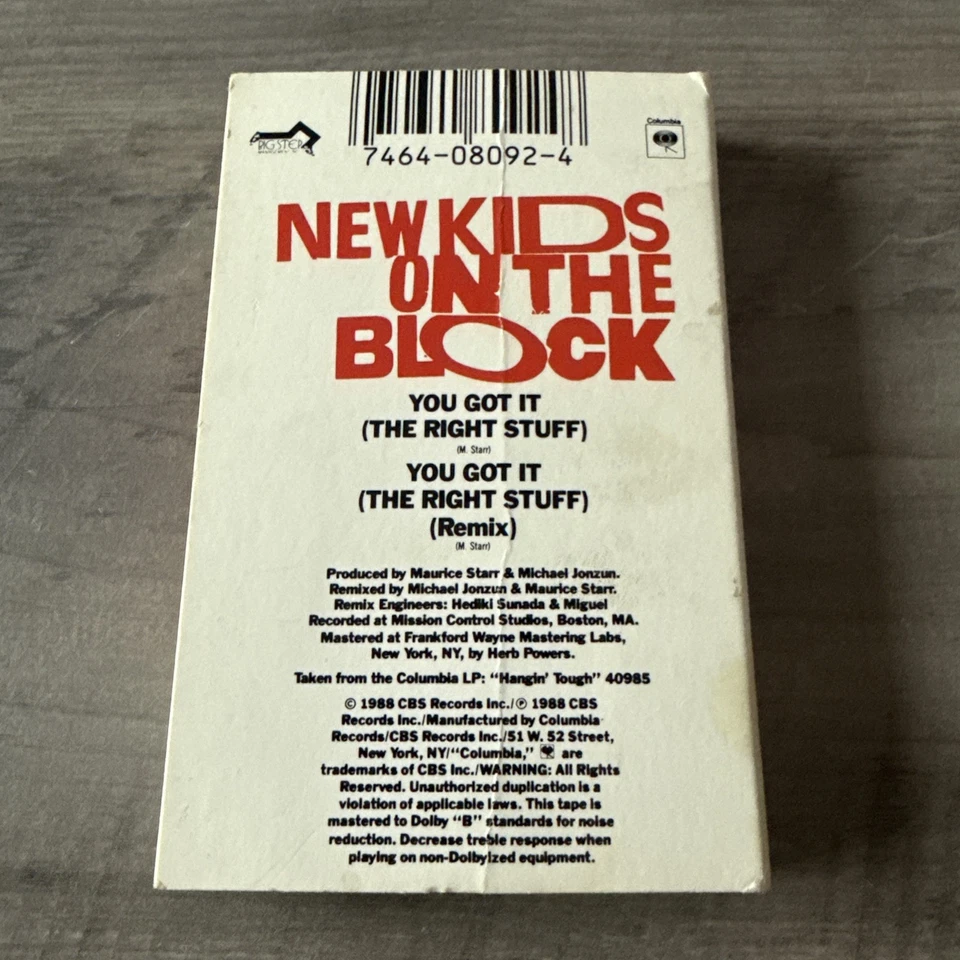 BIG STEP
Columbia
7464-08092-4
NEW KIDS
ON THE
BLOCK
YOU GOT IT
(THE RIGHT STUFF)
(M. Starr)
YOU GOT IT
(THE RIGHT STUFF)
(Remix)
(M. Starr)
Produced by Maurice Starr & Michael Jonzun.
Remixed by Michael Jonzun & Maurice Starr.
Remix Engineers: Hediki Sunada & Miguel
Recorded at Mission Control Studios, Boston, MA.
Mastered at Frankford Wayne Mastering Labs,
New York, NY, by Herb Powers.
Taken from the Columbia LP: "Hangin' Tough" 40985
© 1988 CBS Records Inc./℗ 1988 CBS
Records Inc./Manufactured by Columbia
Records/CBS Records Inc./51 W. 52 Street,
New York, NY/"Columbia," are
trademarks of CBS Inc./WARNING: All Rights
Reserved. Unauthorized duplication is a
violation of applicable laws. This tape is
mastered to Dolby "B" standards for noise
reduction. Decrease treble response when
playing on non-Dolbyized equipment.